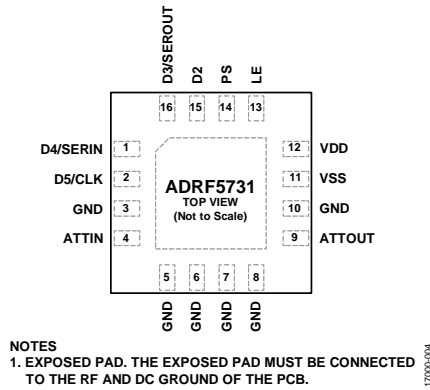 D3/SEROUT
D2
PS
LE
16
15
14
13
D4/SERIN 1
D5/CLK 2
GND 3
ATTIN 4
ADRF5731
TOP VIEW
(Not to Scale)
12 VDD
11 VSS
10 GND
9 ATTOUT
5
6
7
8
GND
GND
GND
GND
NOTES
1. EXPOSED PAD. THE EXPOSED PAD MUST BE CONNECTED
TO THE RF AND DC GROUND OF THE PCB.
17000-004